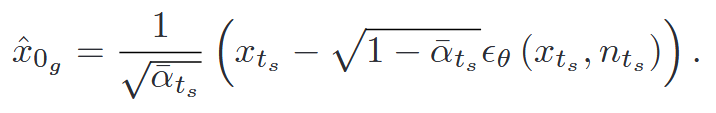 \hat{x}_{0_g} = \frac{1}{\sqrt{\bar{\alpha}_{t_s}}} \left( x_{t_s} - \sqrt{1 - \bar{\alpha}_{t_s}} \epsilon_\theta \left( x_{t_s}, n_{t_s} \right) \right).